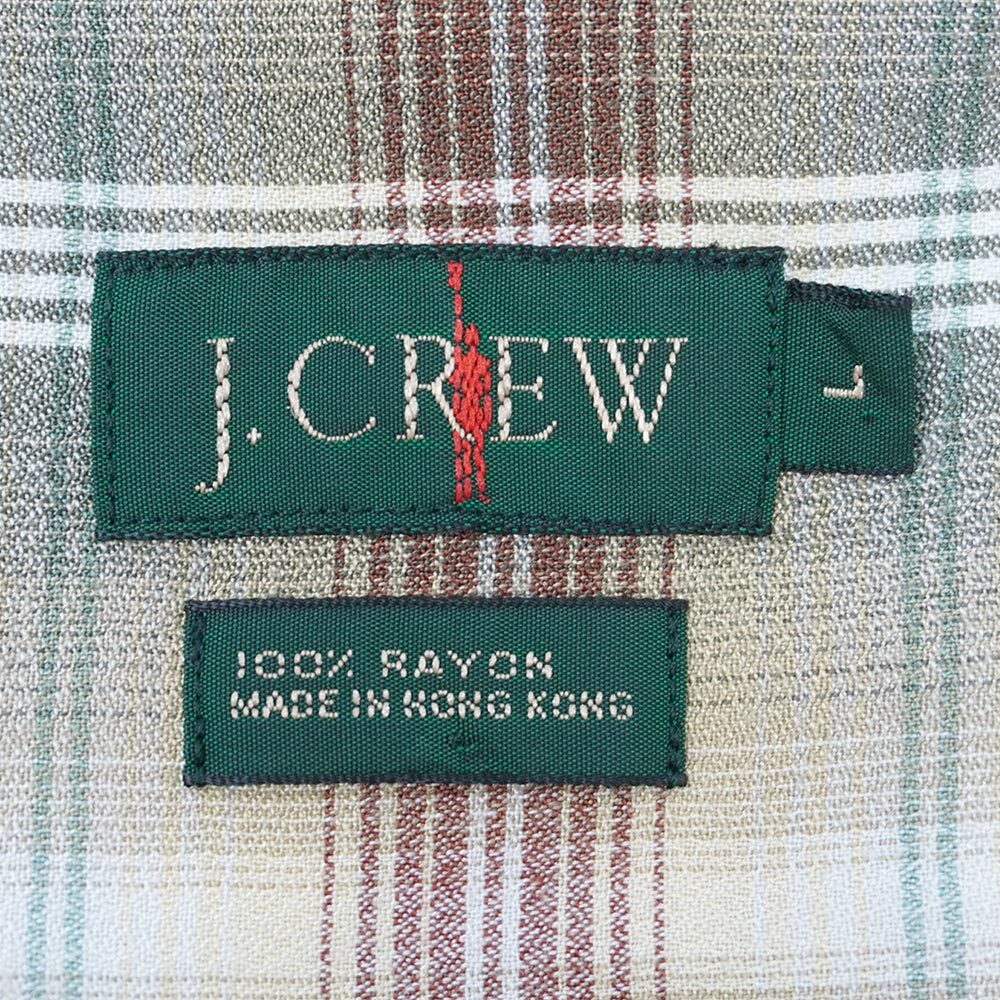 J.CREW
L
100% RAYON
MADE IN HONG KONG